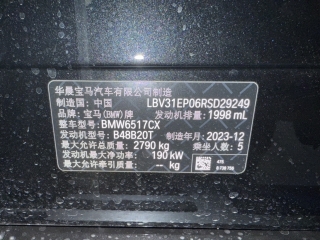 华晨宝马汽车有限公司制造
制造国：中国 LBV31EP06RSD29249
品牌：宝马(BMW)牌 发动机排量：1998 mL
整车型号：BMW6517CX
发动机型号：B48B20T 制造年月：2023-12
最大允许总质量：2790 kg 乘坐人数：5
发动机最大净功率：190 kW
最大允许牵引质量：-- kg